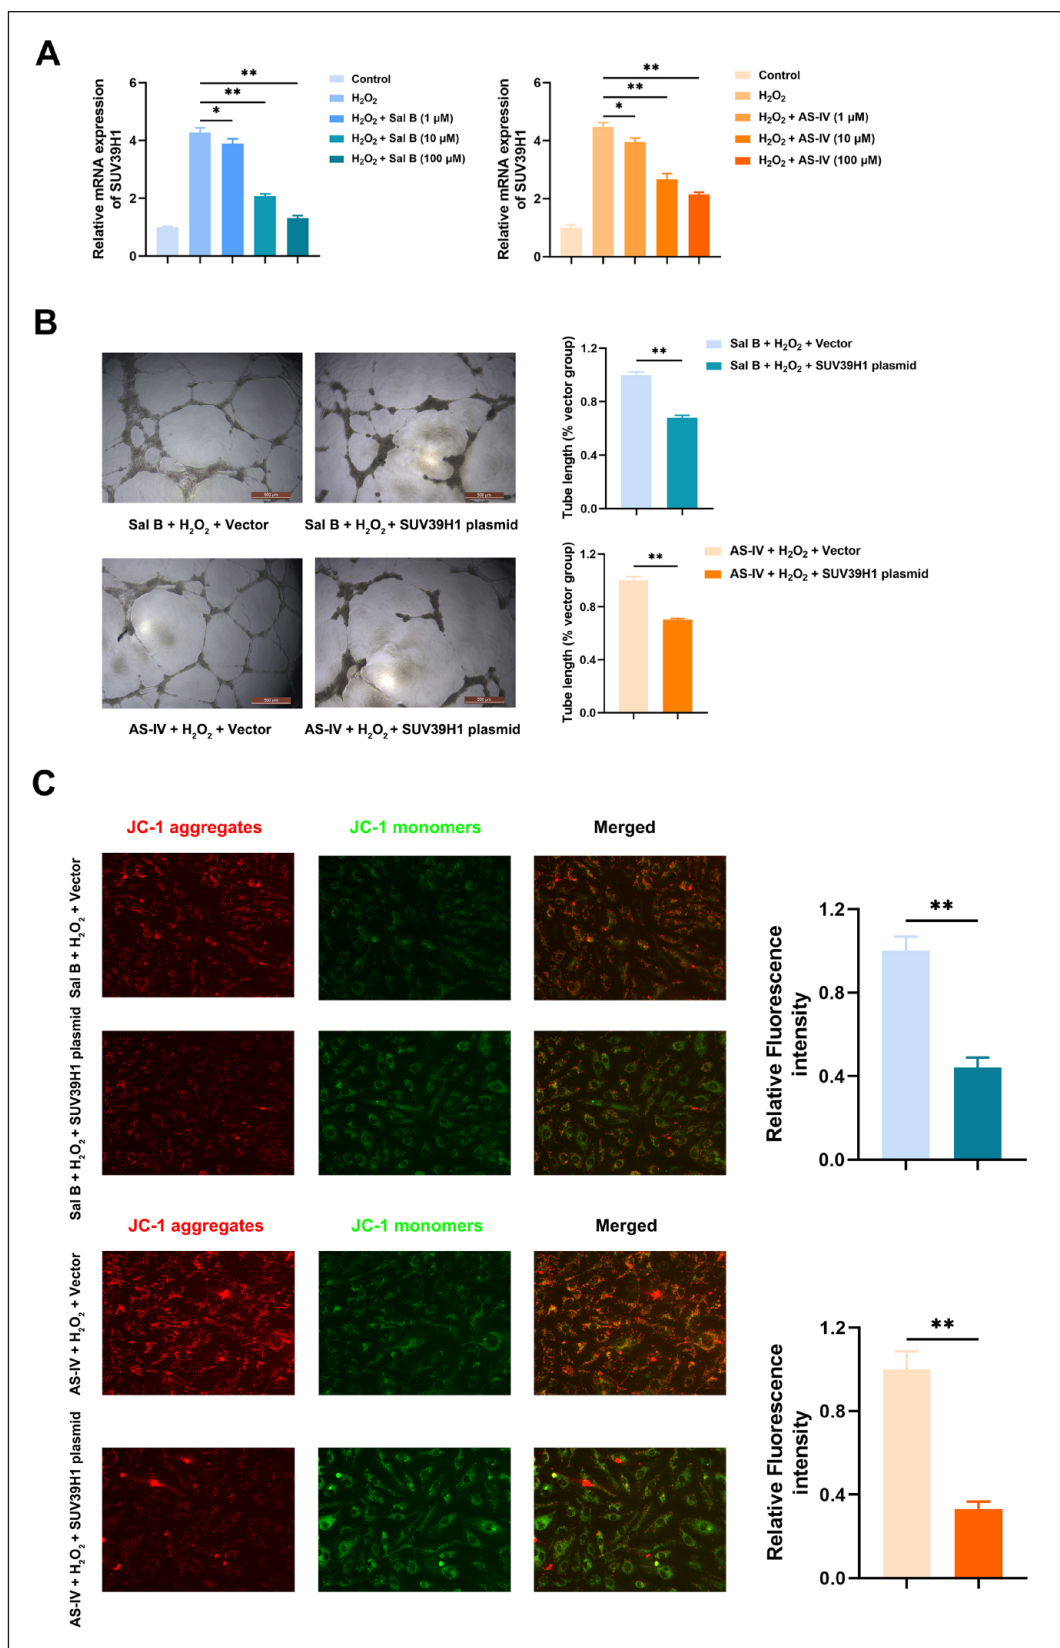 A
Relative mRNA expression
of SUV39H1
6
4
2
0
**
**
*
Control
H₂O₂
H₂O₂ + Sal B (1 μM)
H₂O₂ + Sal B (10 μM)
H₂O₂ + Sal B (100 μM)
Relative mRNA expression
of SUV39H1
6
4
2
0
**
**
*
Control
H₂O₂
H₂O₂ + AS-IV (1 μM)
H₂O₂ + AS-IV (10 μM)
H₂O₂ + AS-IV (100 μM)
B
500 μm
500 μm
Sal B + H₂O₂ + Vector
Sal B + H₂O₂ + SUV39H1 plasmid
Tube length (% vector group)
1.2
0.8
0.4
0.0
**
Sal B + H₂O₂ + Vector
Sal B + H₂O₂ + SUV39H1 plasmid
500 μm
500 μm
AS-IV + H₂O₂ + Vector
AS-IV + H₂O₂ + SUV39H1 plasmid
Tube length (% vector group)
1.2
0.8
0.4
0.0
**
AS-IV + H₂O₂ + Vector
AS-IV + H₂O₂ + SUV39H1 plasmid
C
JC-1 aggregates
JC-1 monomers
Merged
Sal B + H₂O₂ + Vector
Sal B + H₂O₂ + SUV39H1 plasmid
Relative Fluorescence
intensity
1.2
0.8
0.4
0.0
**
JC-1 aggregates
JC-1 monomers
Merged
AS-IV + H₂O₂ + Vector
AS-IV + H₂O₂ + SUV39H1 plasmid
Relative Fluorescence
intensity
1.2
0.8
0.4
0.0
**